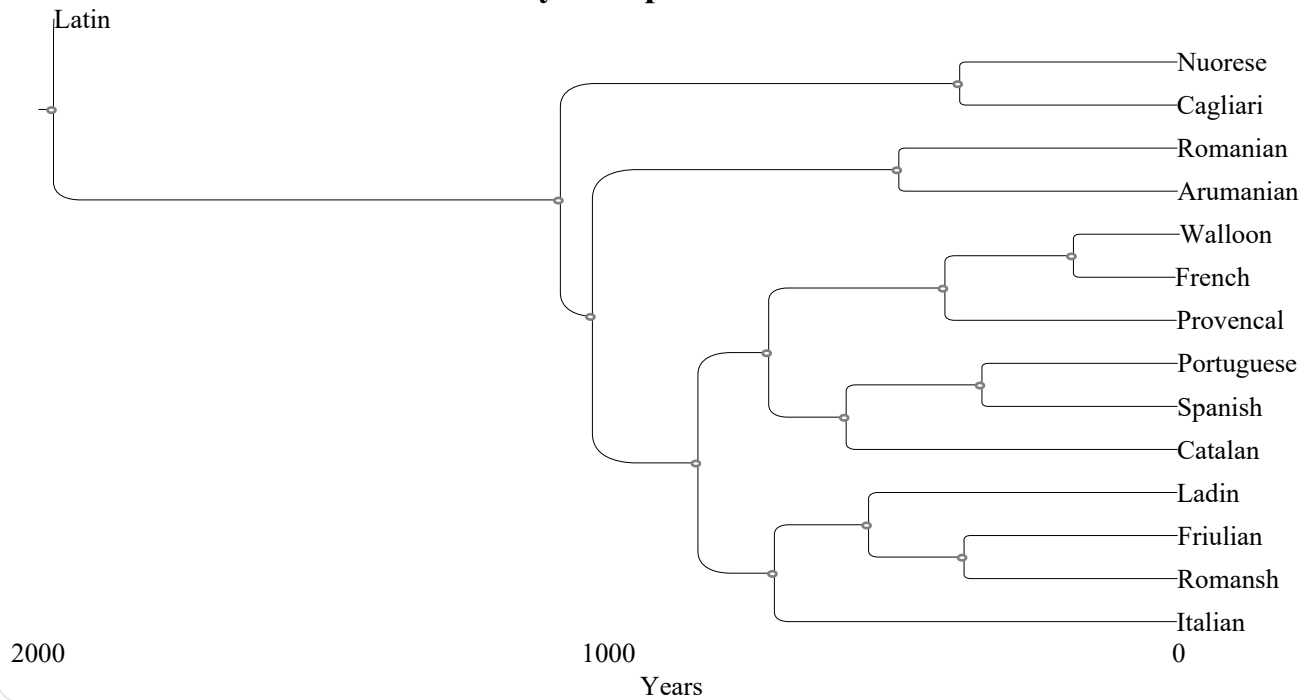 Latin
Nuorese
Cagliari
Romanian
Arumanian
Walloon
French
Provencal
Portuguese
Spanish
Catalan
Ladin
Friulian
Romansh
Italian
2000 1000 0
Years